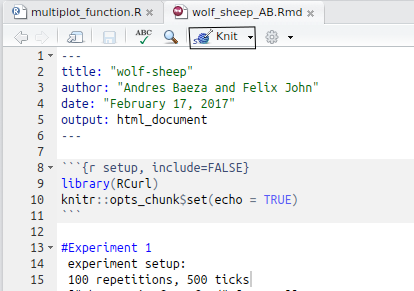 multiplot_function.R
wolf_sheep_AB.Rmd
ABC
Knit
1 ---
2 title: "wolf-sheep"
3 author: "Andres Baeza and Felix John"
4 date: "February 17, 2017"
5 output: html_document
6 ---
7
8 ```{r setup, include=FALSE}
9 library(RCurl)
10 knitr::opts_chunk$set(echo = TRUE)
11 ```
12
13 #Experiment 1
14 experiment setup:
15 100 repetitions, 500 ticks